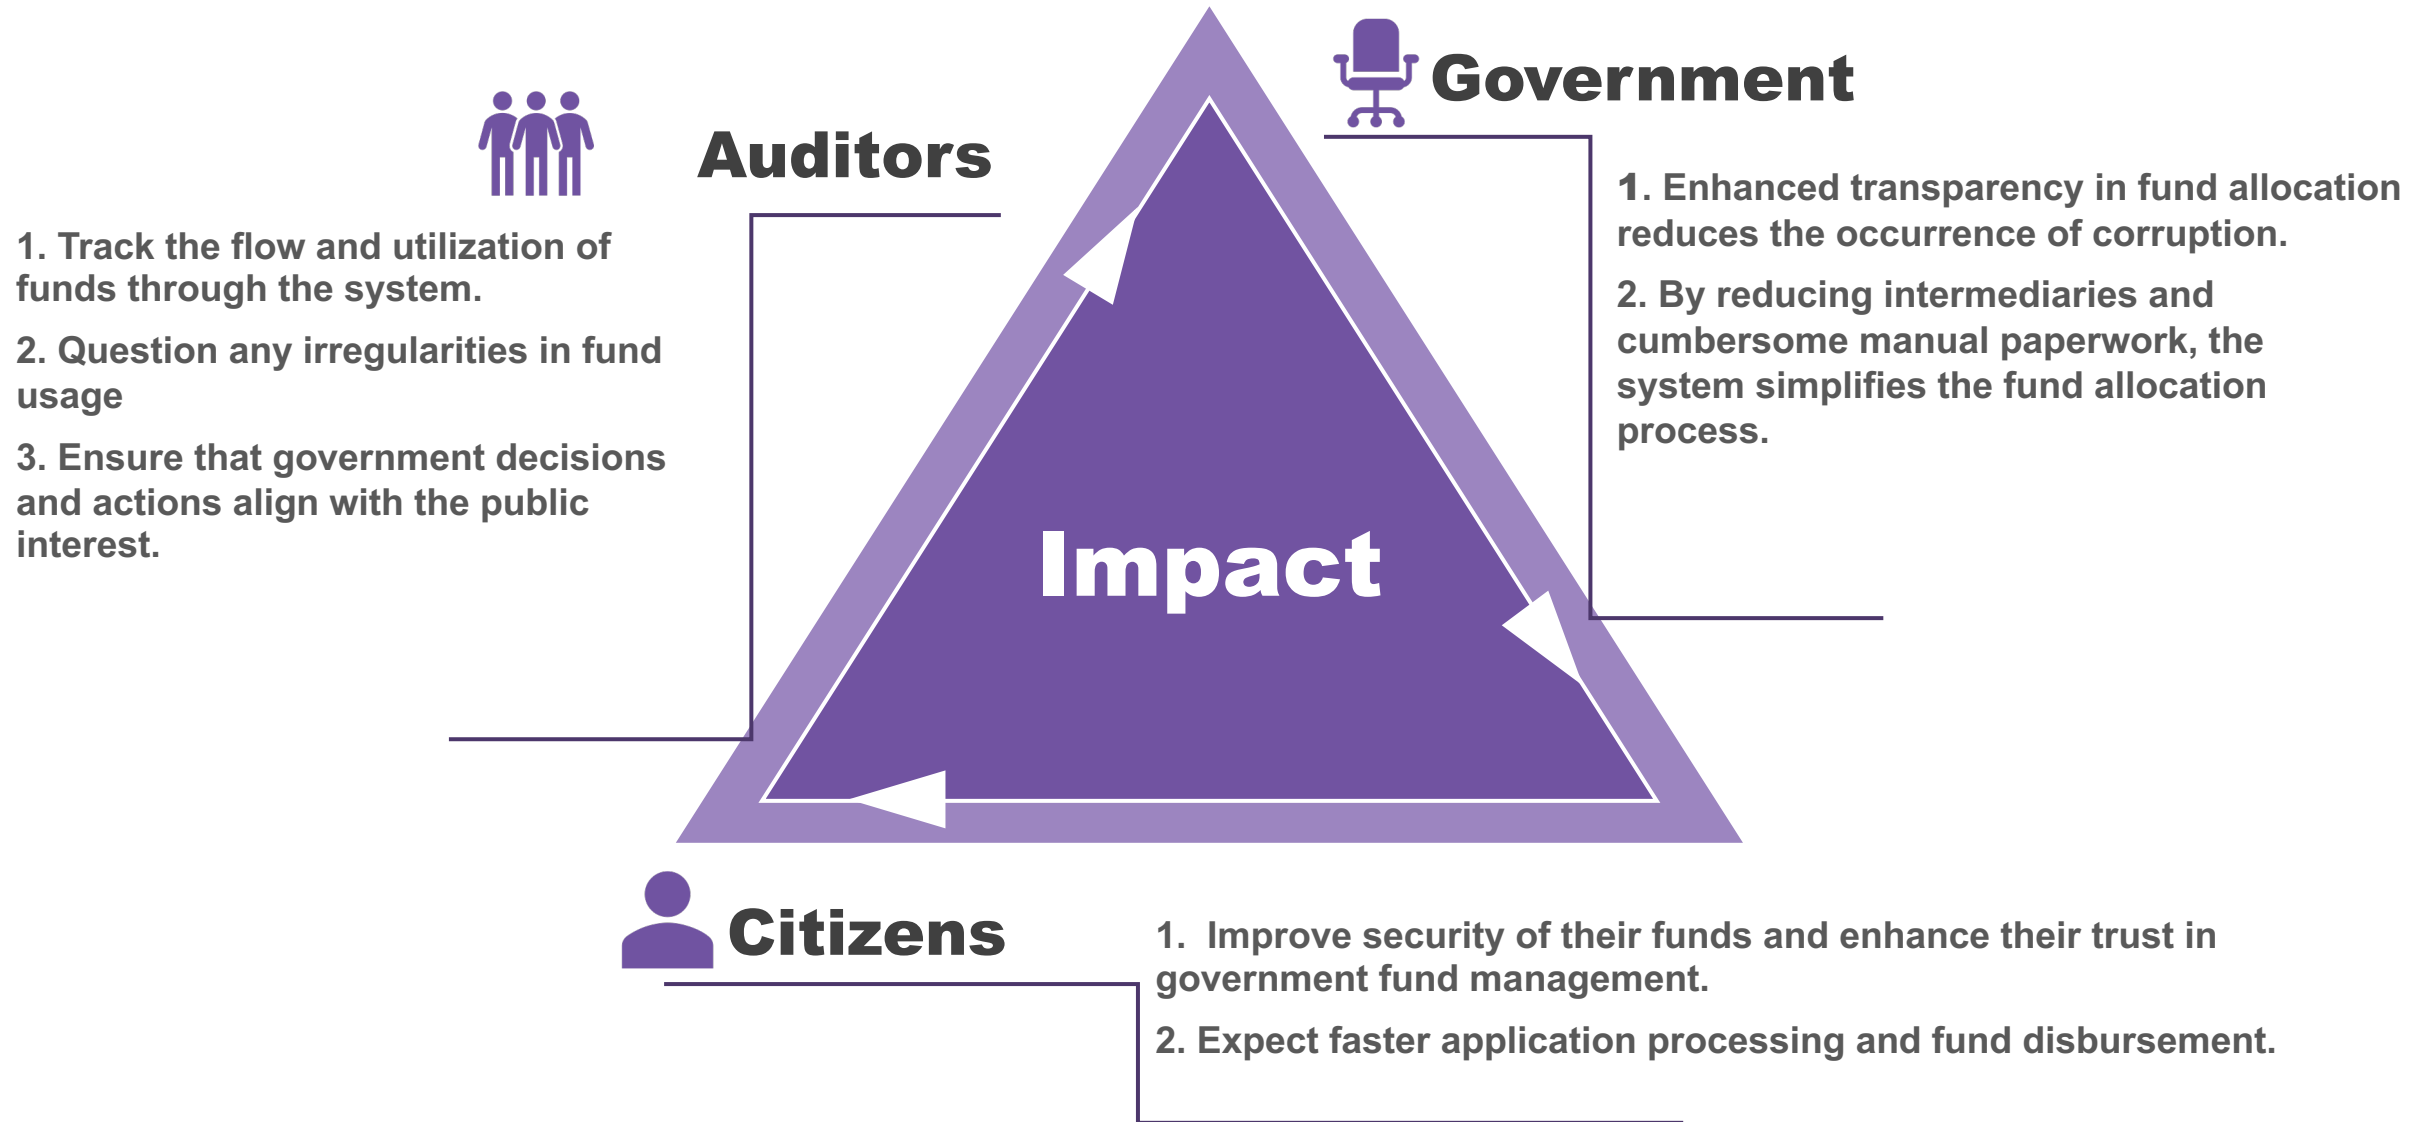 Auditors
1. Track the flow and utilization of
funds through the system.
2. Question any irregularities in fund
usage
3. Ensure that government decisions
and actions align with the public
interest.
Government
1. Enhanced transparency in fund allocation
reduces the occurrence of corruption.
2. By reducing intermediaries and
cumbersome manual paperwork, the
system simplifies the fund allocation
process.
Impact
Citizens
1.  Improve security of their funds and enhance their trust in
government fund management.
2. Expect faster application processing and fund disbursement.